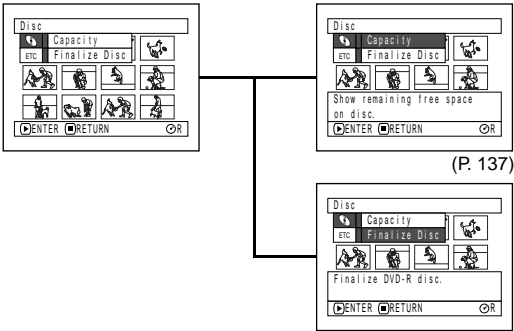 Disc
Capacity
ETC Finalize Disc
ENTER RETURN R
Disc
Capacity
ETC Finalize Disc
Show remaining free space
on disc.
ENTER RETURN R
(P. 137)
Disc
Capacity
ETC Finalize Disc
Finalize DVD-R disc.
ENTER RETURN R